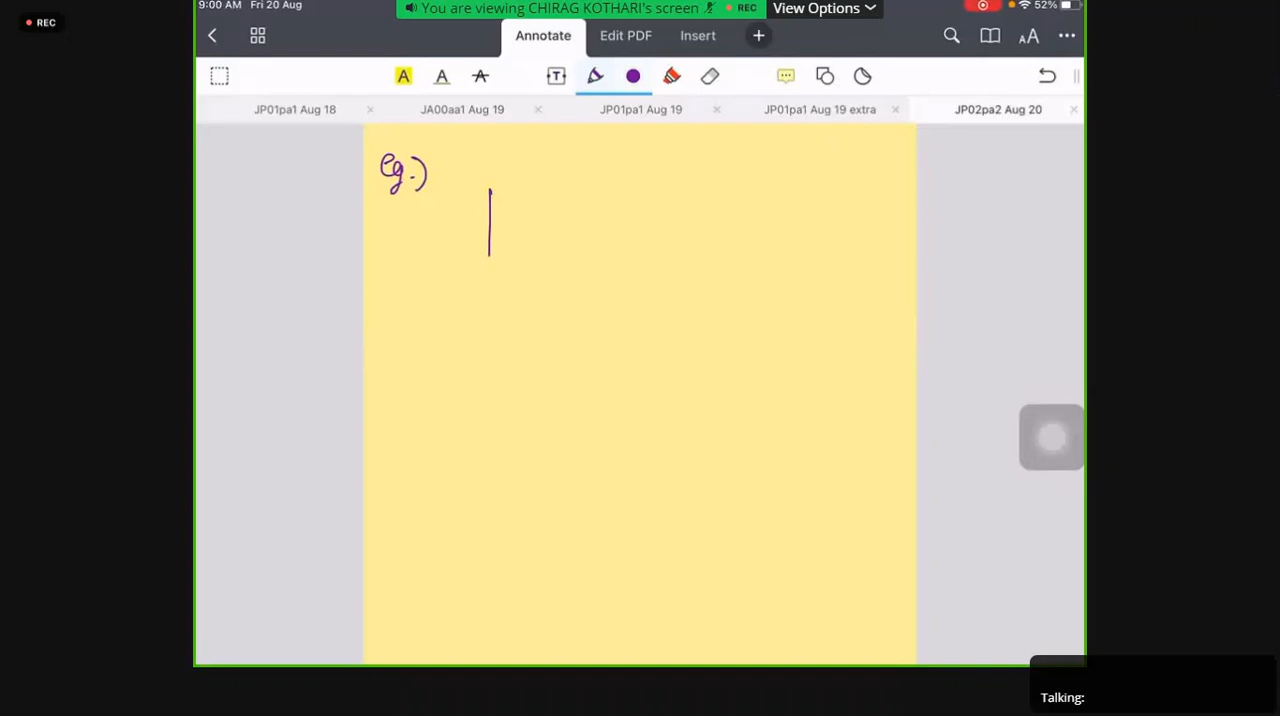 9:00 AM Fri 20 Aug
You are viewing CHIRAG KOTHARI's screen REC View Options
52%
REC
Annotate Edit PDF Insert +
AA
A A A T
JP01pa1 Aug 18 × JA00aa1 Aug 19 × JP01pa1 Aug 19 × JP01pa1 Aug 19 extra × JP02pa2 Aug 20 ×
eg.)
Talking: